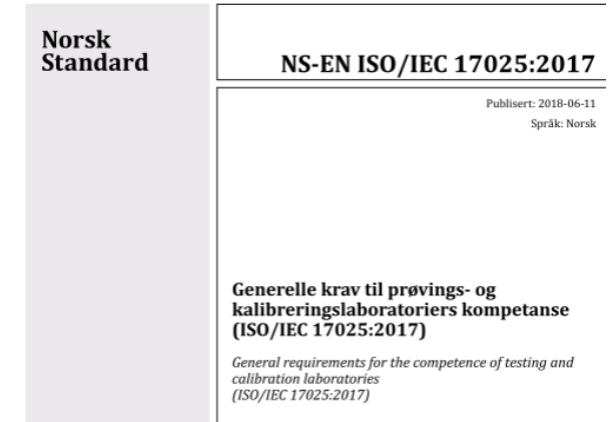 Norsk
Standard
NS-EN ISO/IEC 17025:2017
Publisert: 2018-06-11
Språk: Norsk
Generelle krav til prøvings- og
kalibreringslaboratoriers kompetanse
(ISO/IEC 17025:2017)
General requirements for the competence of testing and
calibration laboratories
(ISO/IEC 17025:2017)